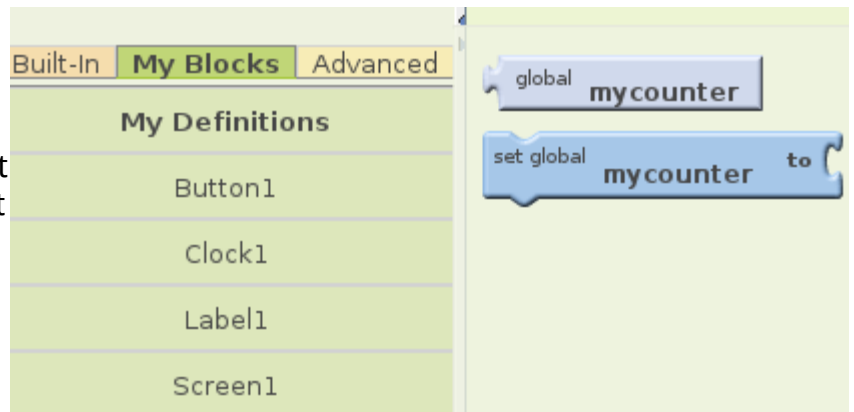 Built-In My Blocks Advanced
My Definitions
Button1
Clock1
Label1
Screen1
t
t
global mycounter
set global mycounter to